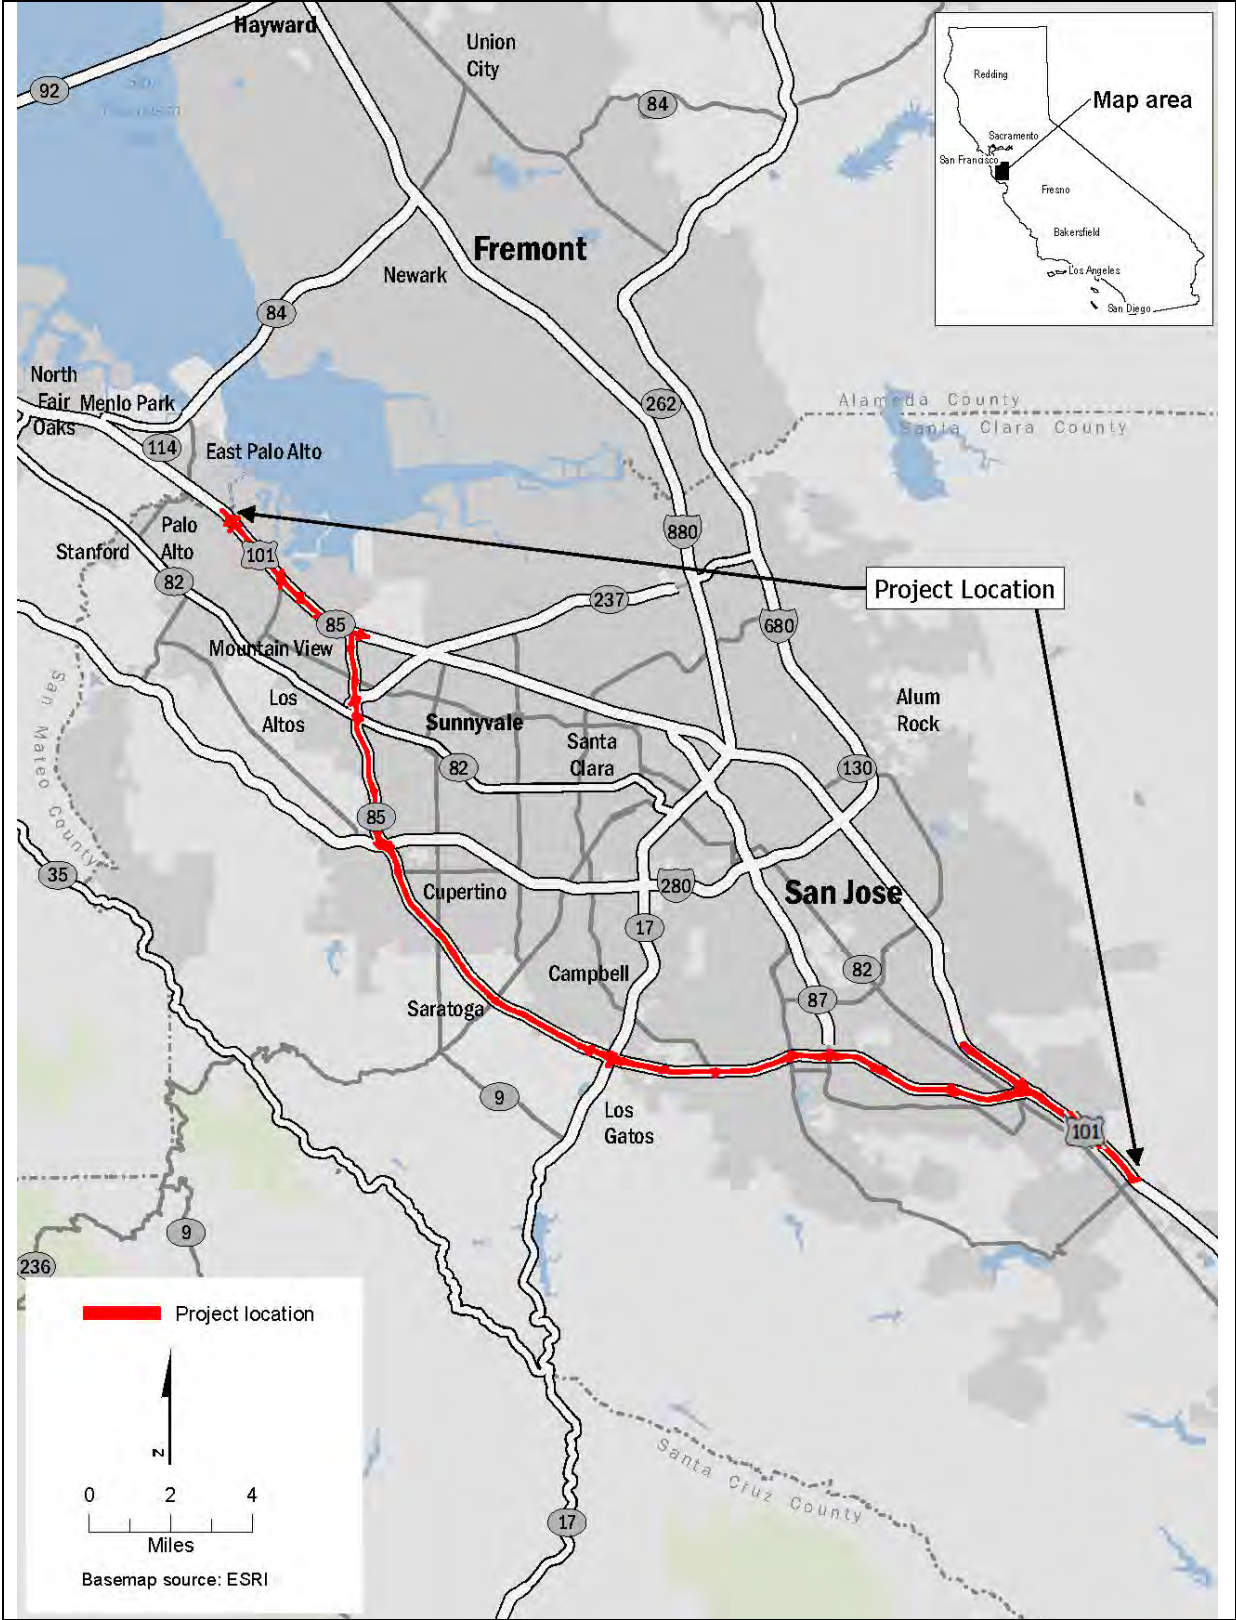 Hayward
Union
City
92
84
Redding
Map area
Sacramento
San Francisco
Fresno
Bakersfield
Los Angeles
San Diego
Fremont
Newark
84
North
Fair
Oaks
Menlo Park
262
Alameda County
Santa Clara County
114
East Palo Alto
880
Palo
Alto
Stanford
101
82
Project Location
237
85
680
Mountain View
San Mateo County
Los
Altos
Sunnyvale
Alum
Rock
Santa
Clara
82
130
85
35
Cupertino
280
San Jose
17
Campbell
82
87
Saratoga
9
Los
Gatos
101
9
236
Project location
N
0 2 4
Miles
Basemap source: ESRI
Santa Cruz County
17